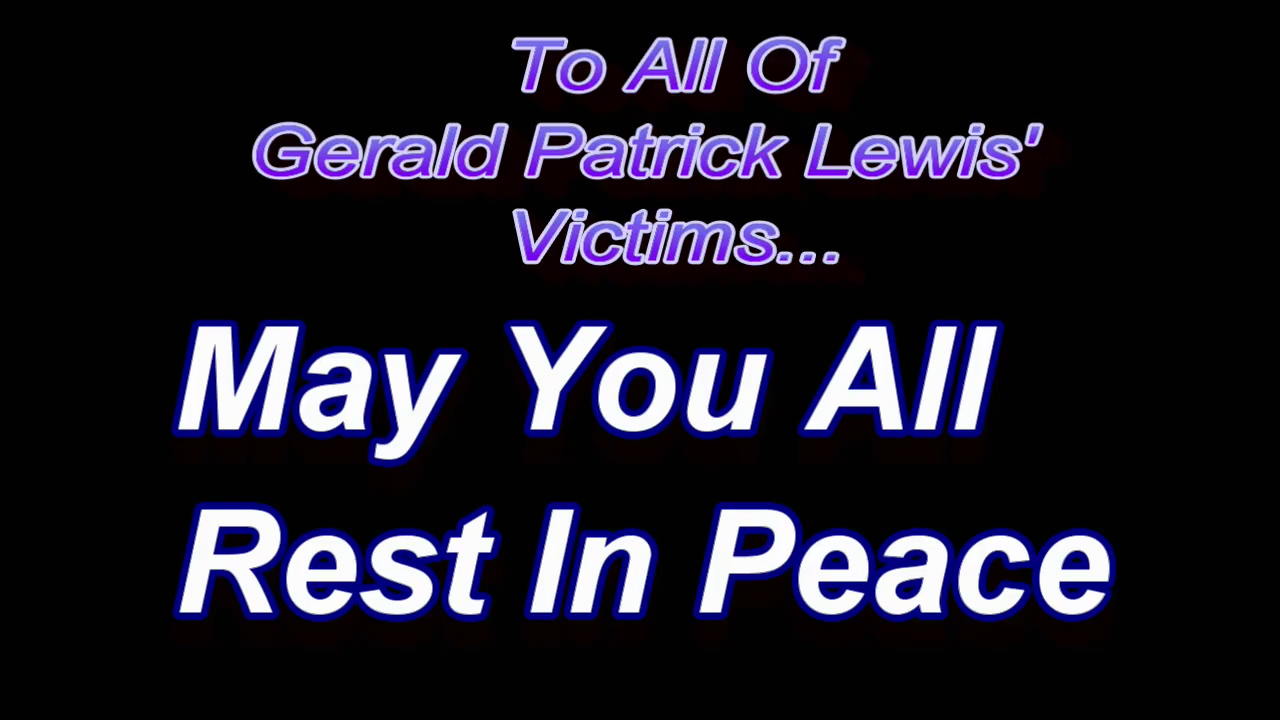 To All Of
Gerald Patrick Lewis'
Victims...
May You All
Rest In Peace